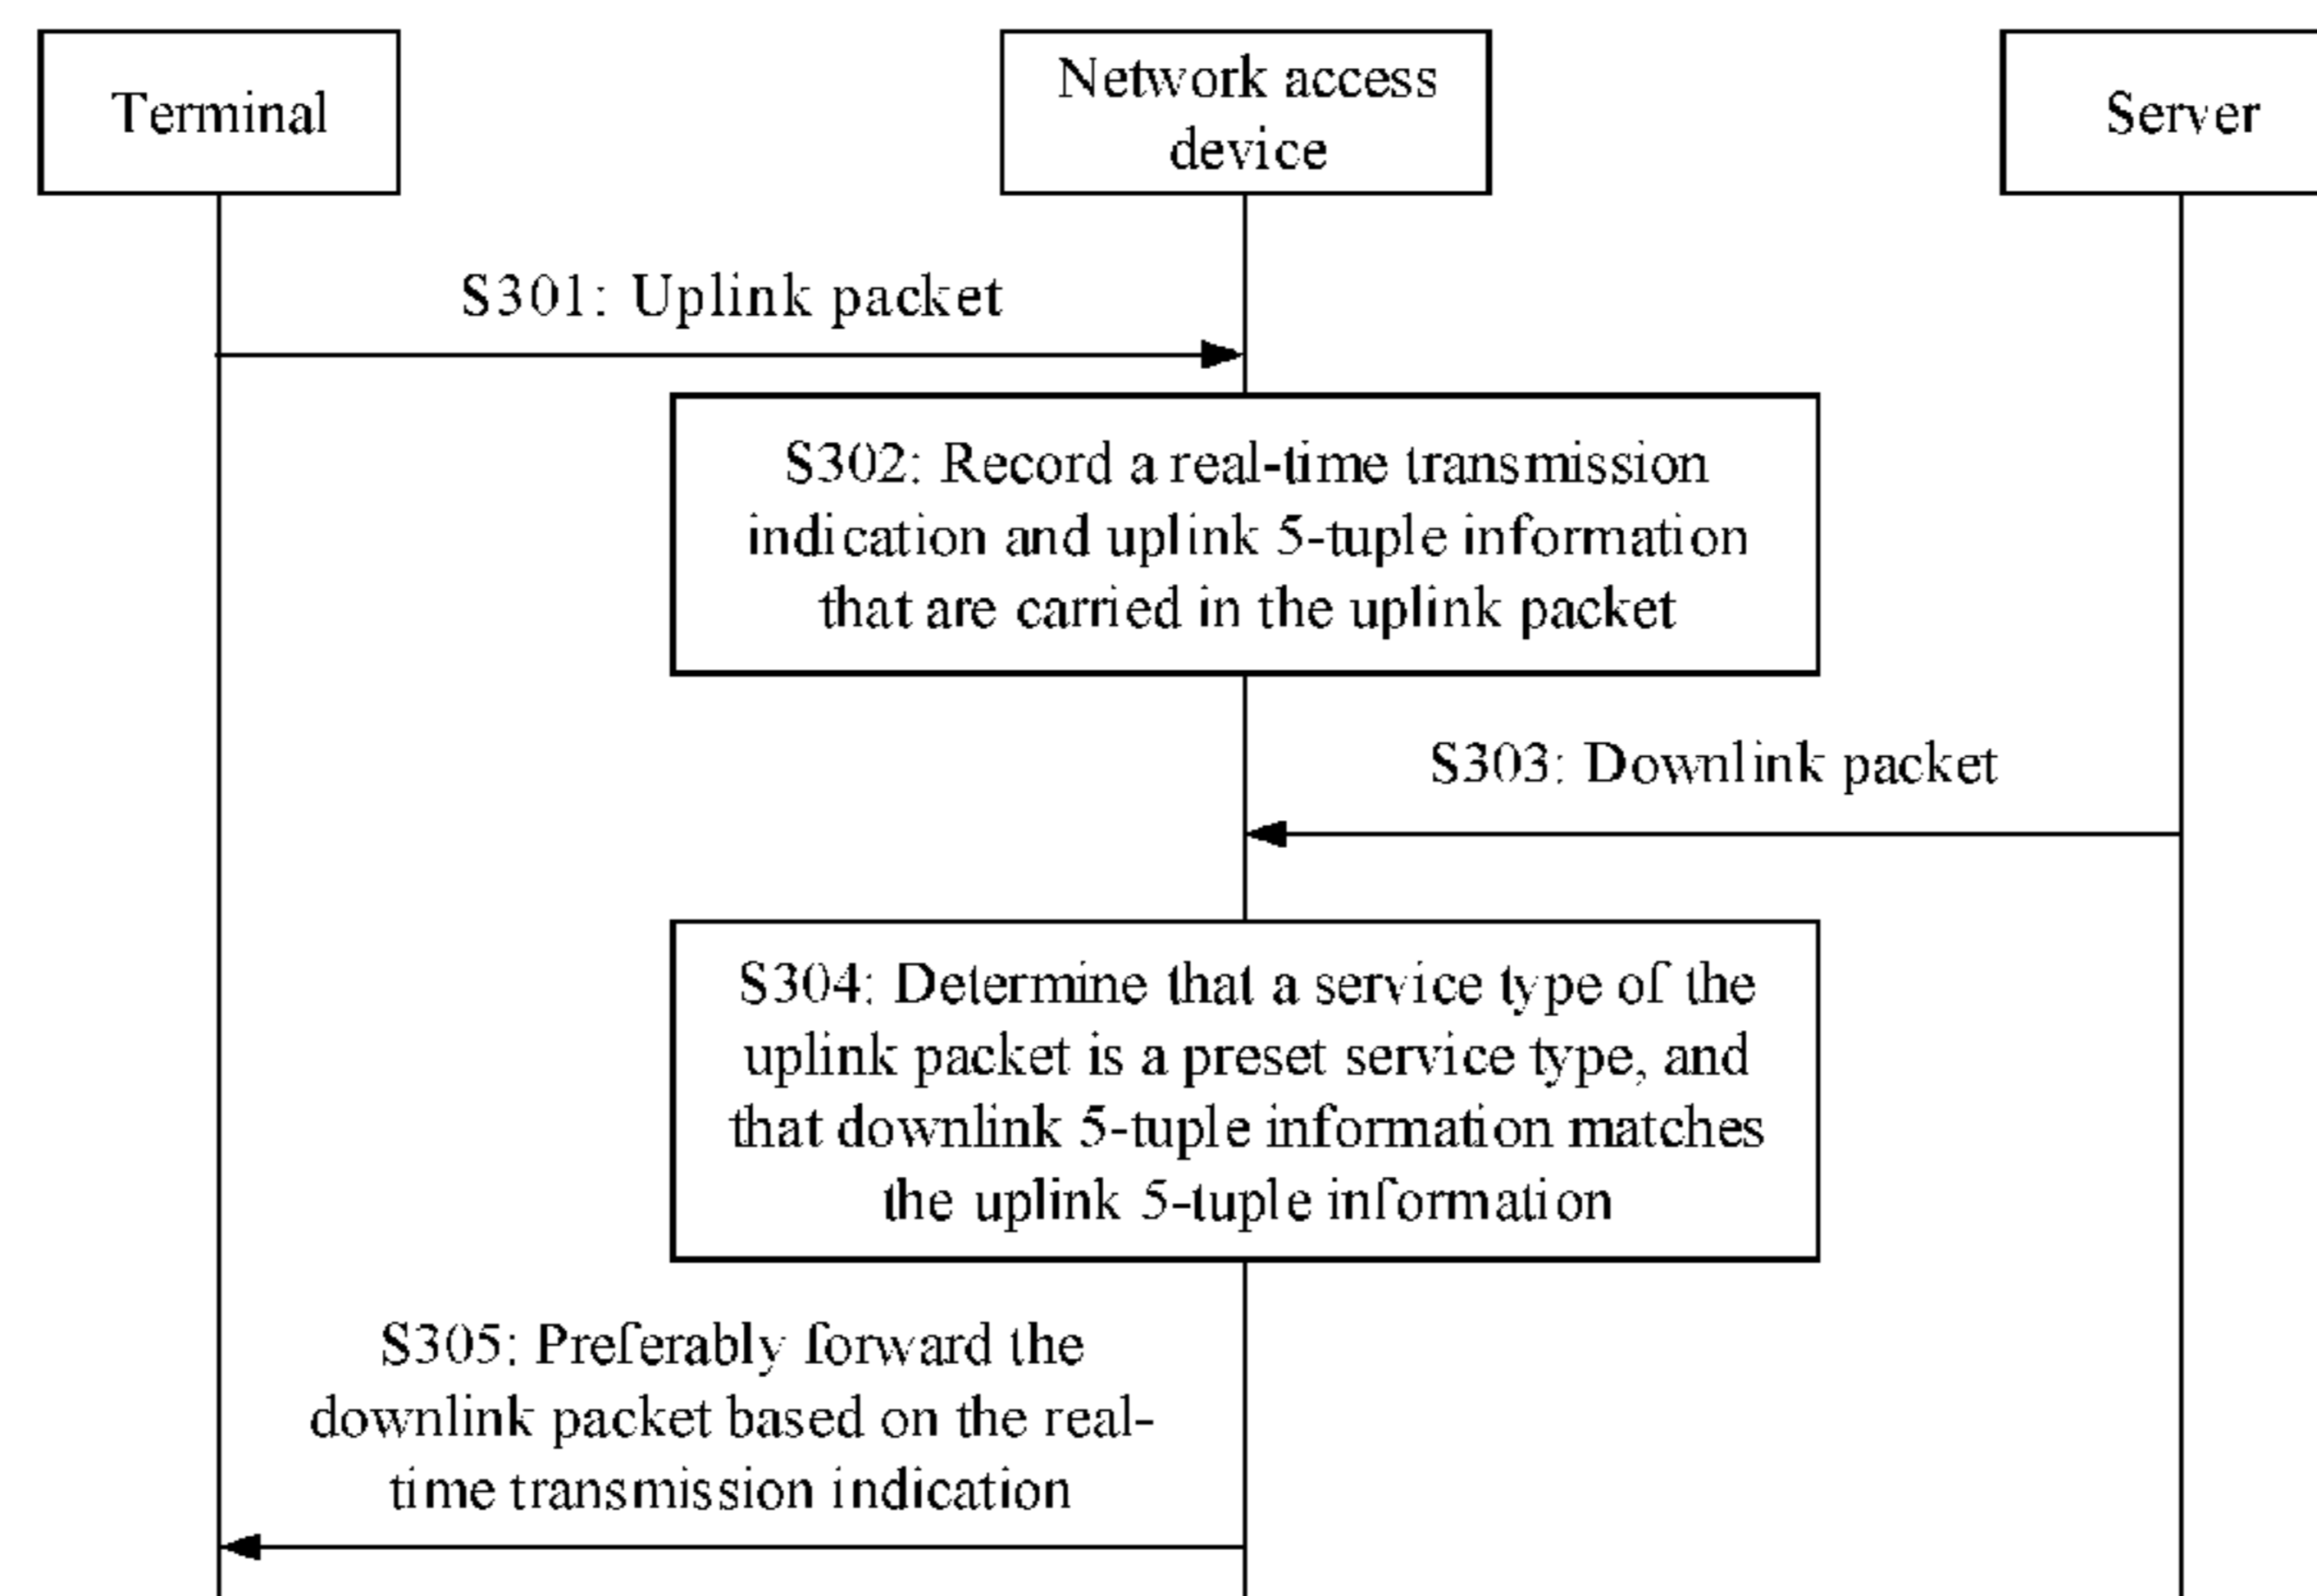 Terminal
Network access
device
Server
S301: Uplink packet
S302: Record a real-time transmission
indication and uplink 5-tuple information
that are carried in the uplink packet
S303: Downlink packet
S304: Determine that a service type of the
uplink packet is a preset service type, and
that downlink 5-tuple information matches
the uplink 5-tuple information
S305: Preferably forward the
downlink packet based on the real-
time transmission indication